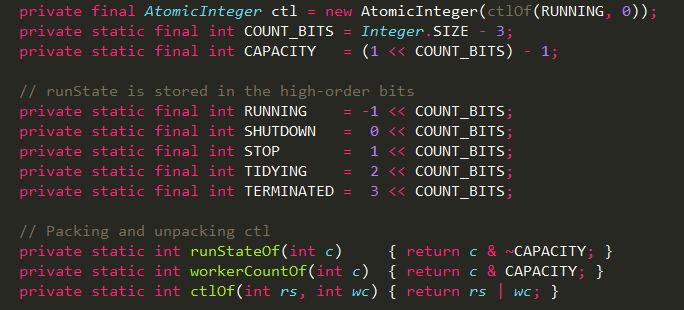 private final AtomicInteger ctl = new AtomicInteger(ctlOf(RUNNING, 0));
private static final int COUNT_BITS = Integer.SIZE - 3;
private static final int CAPACITY   = (1 << COUNT_BITS) - 1;
// runState is stored in the high-order bits
private static final int RUNNING    = -1 << COUNT_BITS;
private static final int SHUTDOWN   =  0 << COUNT_BITS;
private static final int STOP       =  1 << COUNT_BITS;
private static final int TIDYING    =  2 << COUNT_BITS;
private static final int TERMINATED =  3 << COUNT_BITS;
// Packing and unpacking ctl
private static int runStateOf(int c)     { return c & ~CAPACITY; }
private static int workerCountOf(int c)  { return c & CAPACITY; }
private static int ctlOf(int rs, int wc) { return rs | wc; }